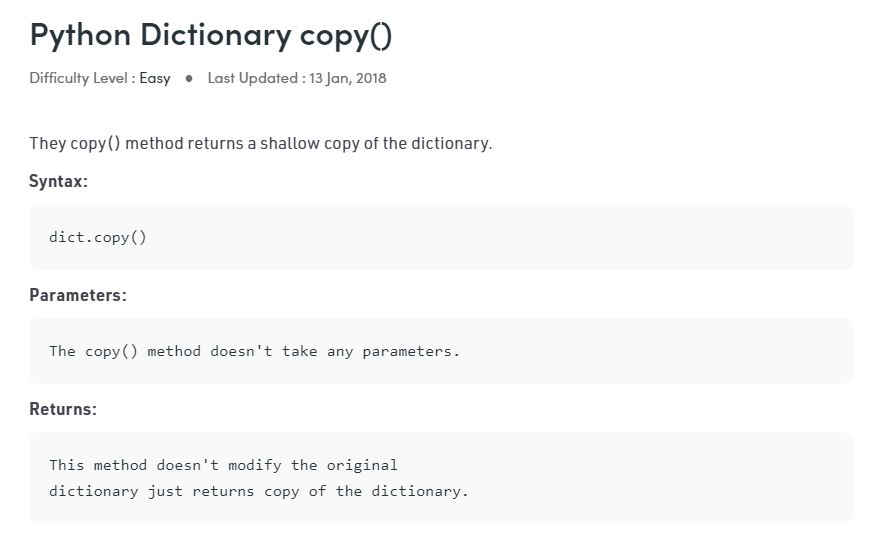 Python Dictionary copy()
Difficulty Level : Easy ● Last Updated : 13 Jan, 2018
They copy() method returns a shallow copy of the dictionary.
Syntax:
dict.copy()
Parameters:
The copy() method doesn't take any parameters.
Returns:
This method doesn't modify the original
dictionary just returns copy of the dictionary.